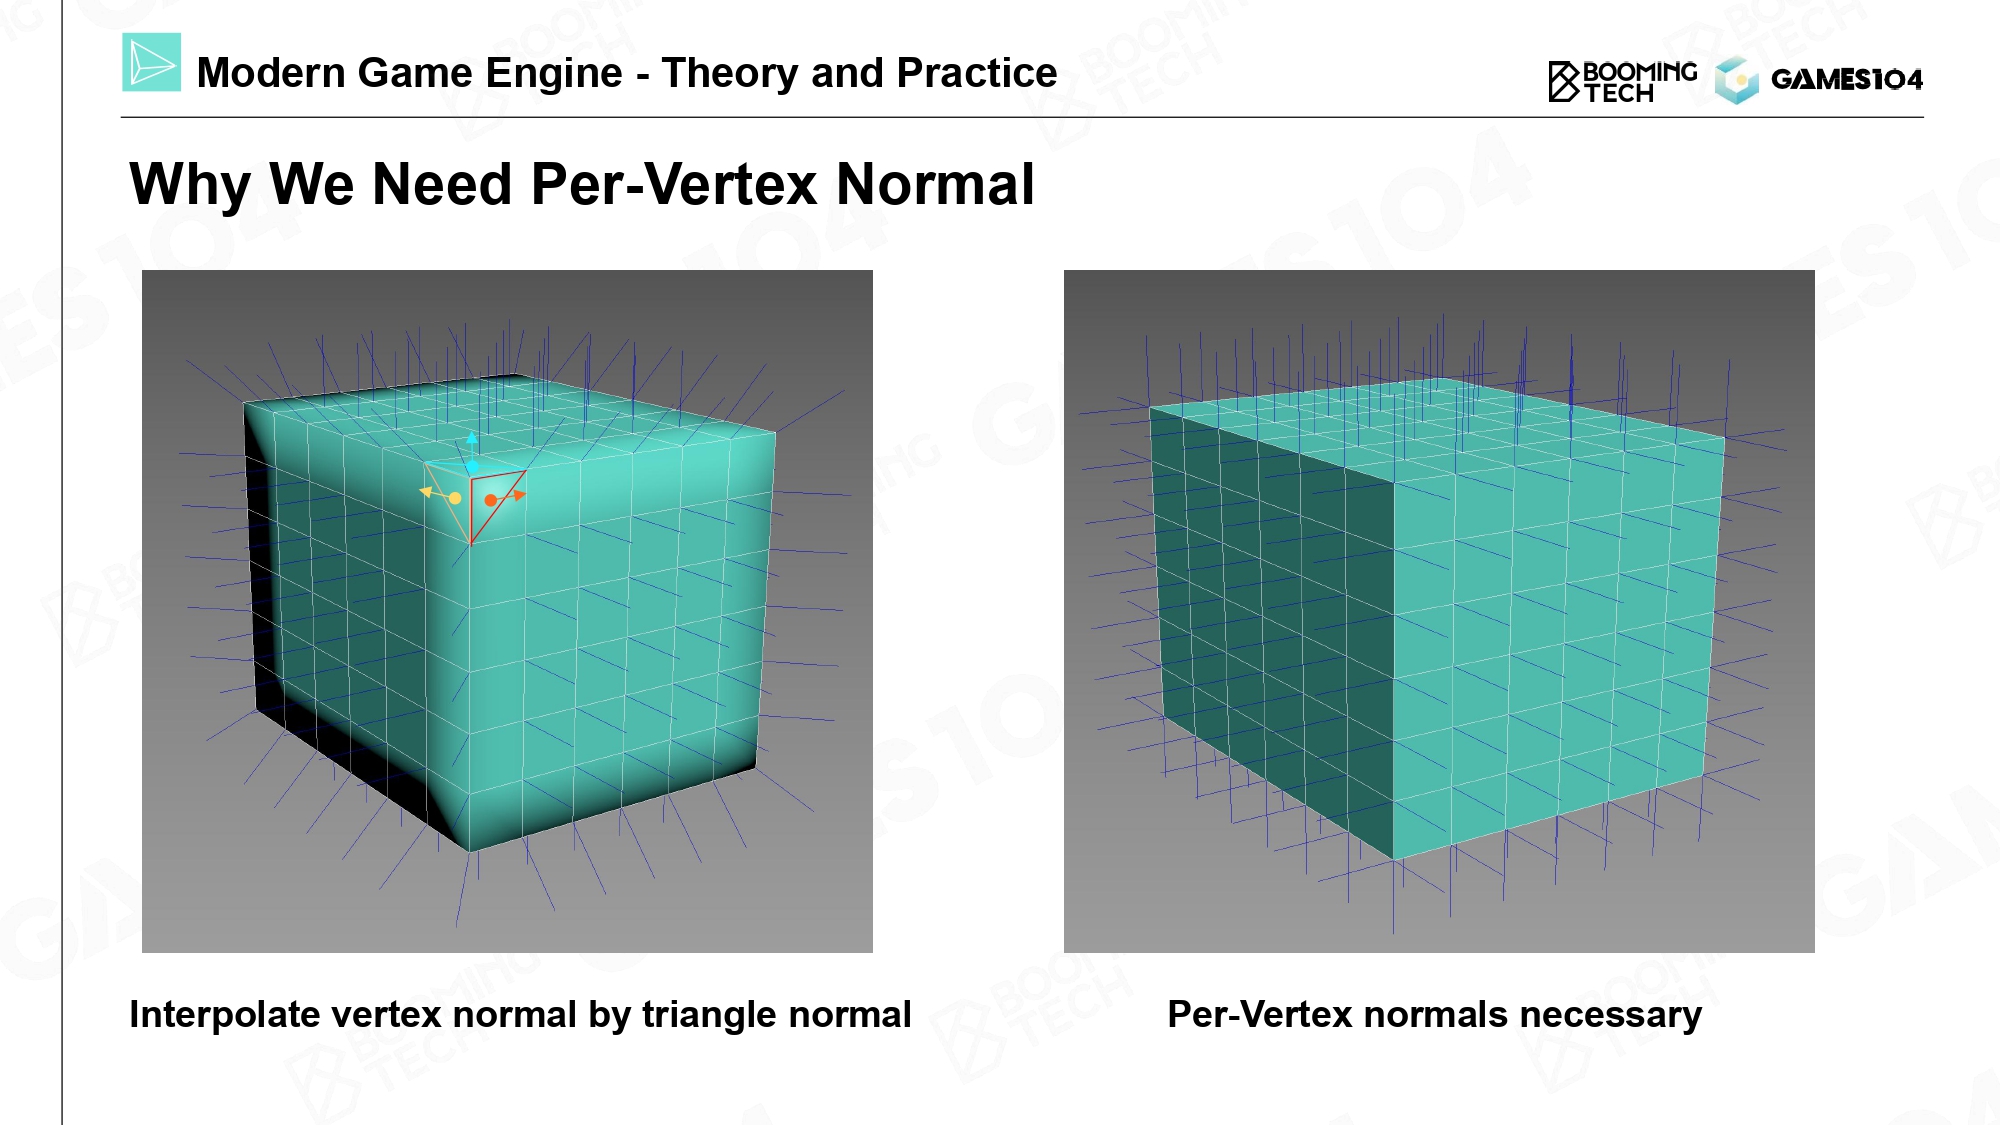 Modern Game Engine - Theory and Practice
BOOMING
TECH
GAMES104
Why We Need Per-Vertex Normal
Interpolate vertex normal by triangle normal
Per-Vertex normals necessary